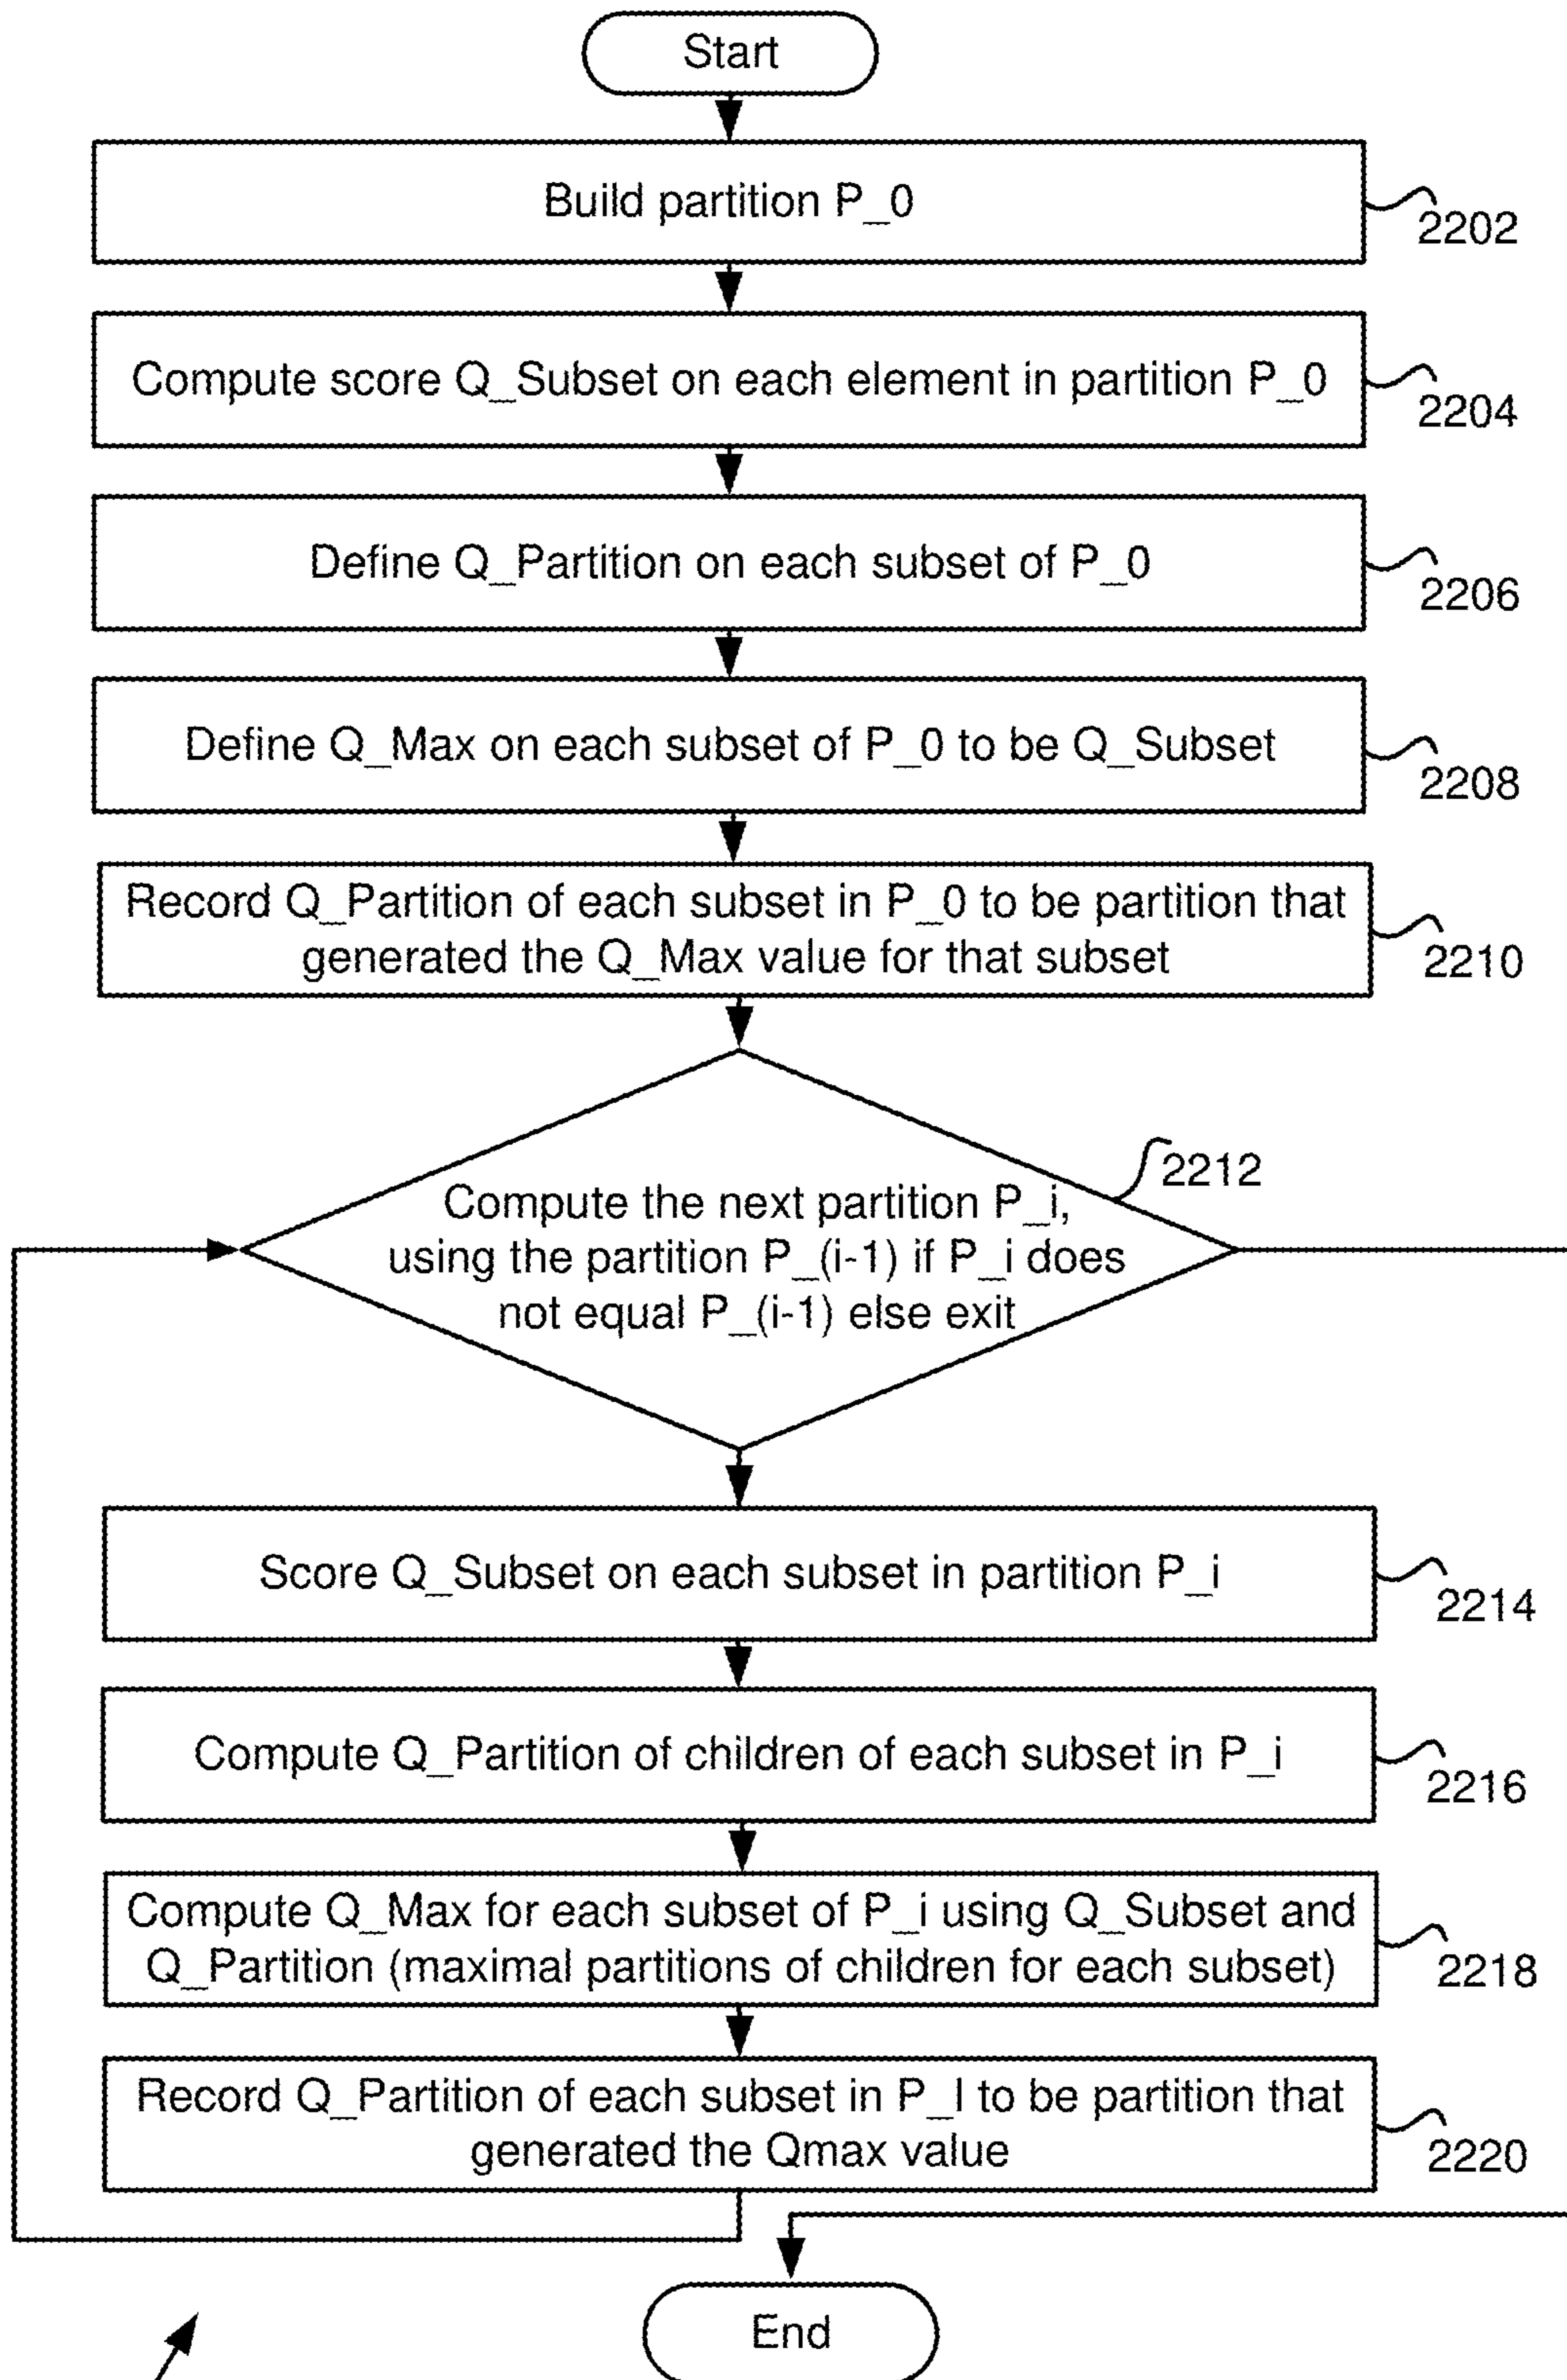 Start
Build partition P_0
2202
Compute score Q_Subset on each element in partition P_0
2204
Define Q_Partition on each subset of P_0
2206
Define Q_Max on each subset of P_0 to be Q_Subset
2208
Record Q_Partition of each subset in P_0 to be partition that
generated the Q_Max value for that subset
2210
2212
Compute the next partition P_i,
using the partition P_(i-1) if P_i does
not equal P_(i-1) else exit
Score Q_Subset on each subset in partition P_i
2214
Compute Q_Partition of children of each subset in P_i
2216
Compute Q_Max for each subset of P_i using Q_Subset and
Q_Partition (maximal partitions of children for each subset)
2218
Record Q_Partition of each subset in P_I to be partition that
generated the Qmax value
2220
End